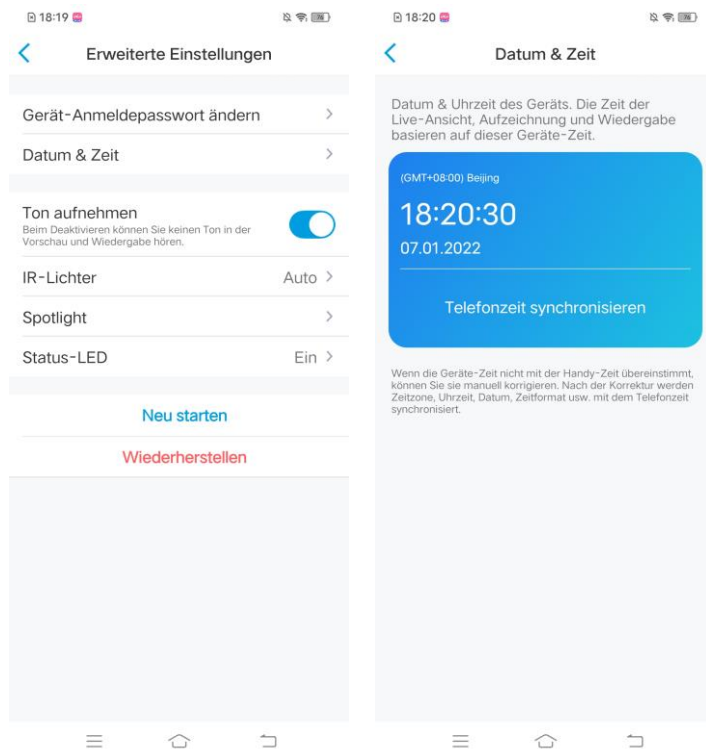 18:19
Erweiterte Einstellungen
Gerät-Anmeldepasswort ändern
Datum & Zeit
Ton aufnehmen
Beim Deaktivieren können Sie keinen Ton in der
Vorschau und Wiedergabe hören.
IR-Lichter Auto
Spotlight
Status-LED Ein
Neu starten
Wiederherstellen
18:20
Datum & Zeit
Datum & Uhrzeit des Geräts. Die Zeit der
Live-Ansicht, Aufzeichnung und Wiedergabe
basieren auf dieser Geräte-Zeit.
(GMT+08:00) Beijing
18:20:30
07.01.2022
Telefonzeit synchronisieren
Wenn die Geräte-Zeit nicht mit der Handy-Zeit übereinstimmt,
können Sie sie manuell korrigieren. Nach der Korrektur werden
Zeitzone, Uhrzeit, Datum, Zeitformat usw. mit dem Telefonzeit
synchronisiert.